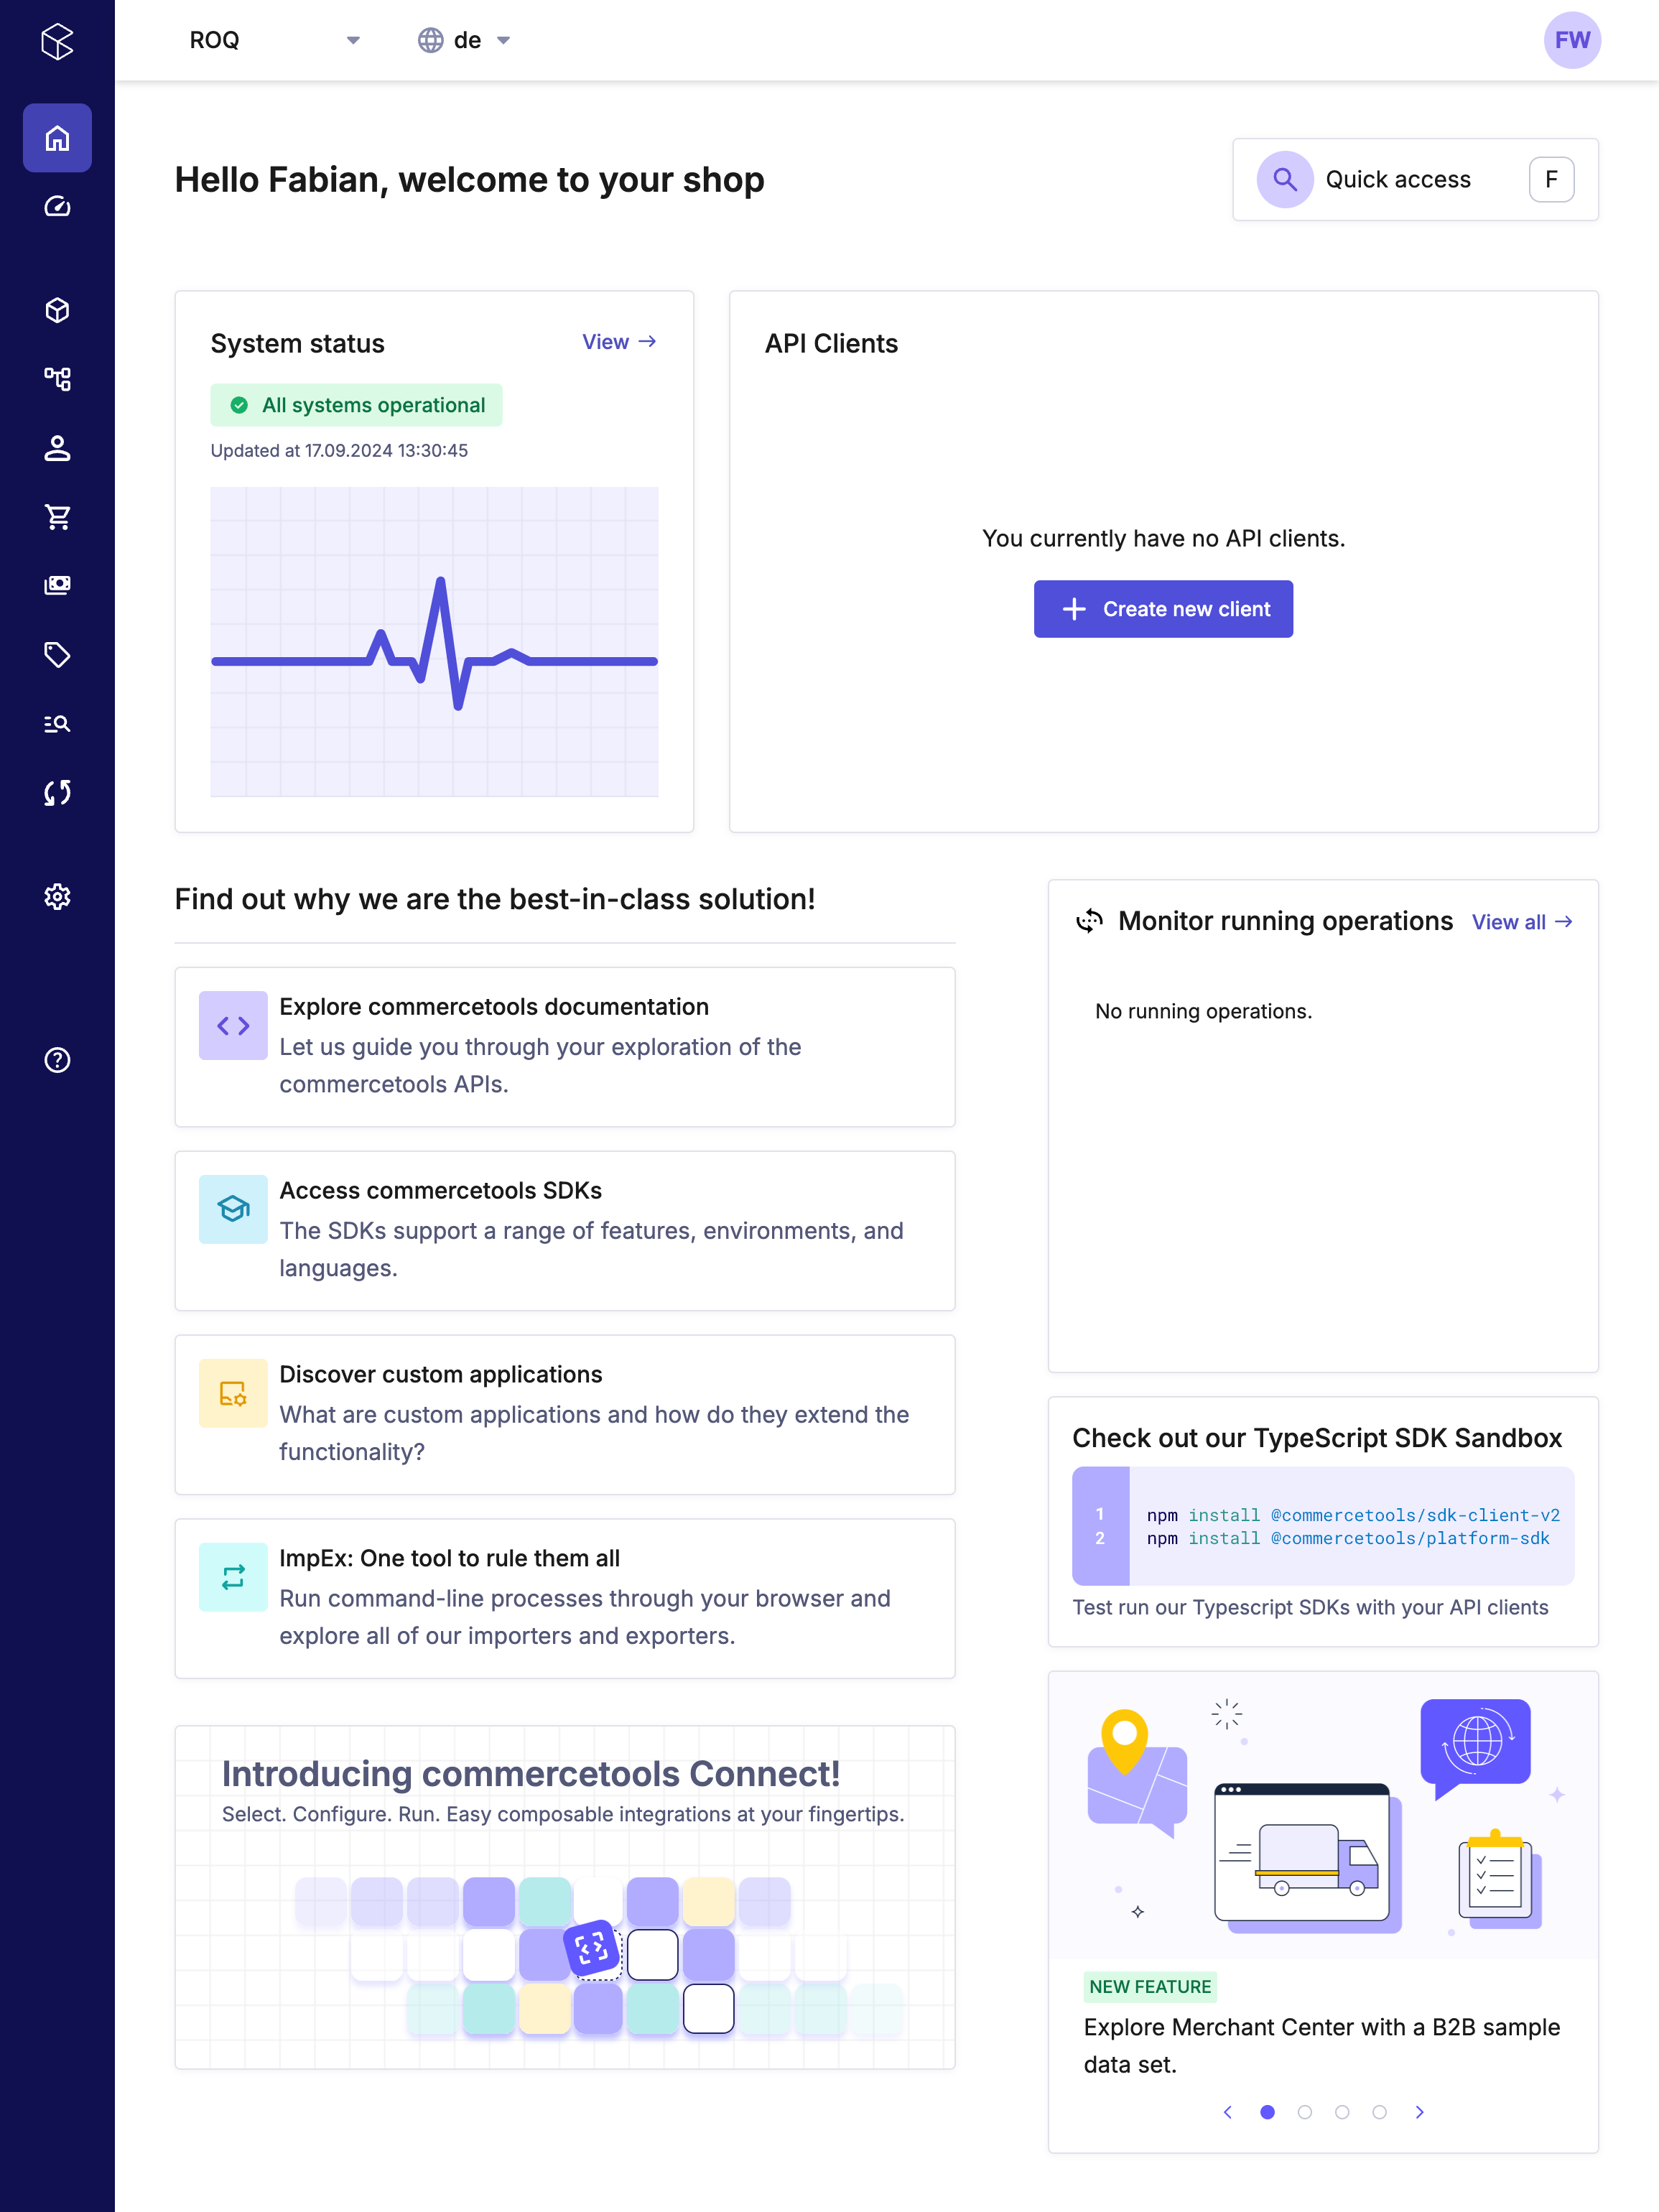 ROQ
de
FW
Hello Fabian, welcome to your shop
Quick access
F
System status
View
All systems operational
Updated at 17.09.2024 13:30:45
API Clients
You currently have no API clients.
Create new client
Find out why we are the best-in-class solution!
Explore commercetools documentation
Let us guide you through your exploration of the
commercetools APIs.
Access commercetools SDKs
The SDKs support a range of features, environments, and
languages.
Discover custom applications
What are custom applications and how do they extend the
functionality?
ImpEx: One tool to rule them all
Run command-line processes through your browser and
explore all of our importers and exporters.
Introducing commercetools Connect!
Select. Configure. Run. Easy composable integrations at your fingertips.
Monitor running operations
View all
No running operations.
Check out our TypeScript SDK Sandbox
1 npm install @commercetools/sdk-client-v2
2 npm install @commercetools/platform-sdk
Test run our Typescript SDKs with your API clients
NEW FEATURE
Explore Merchant Center with a B2B sample
data set.